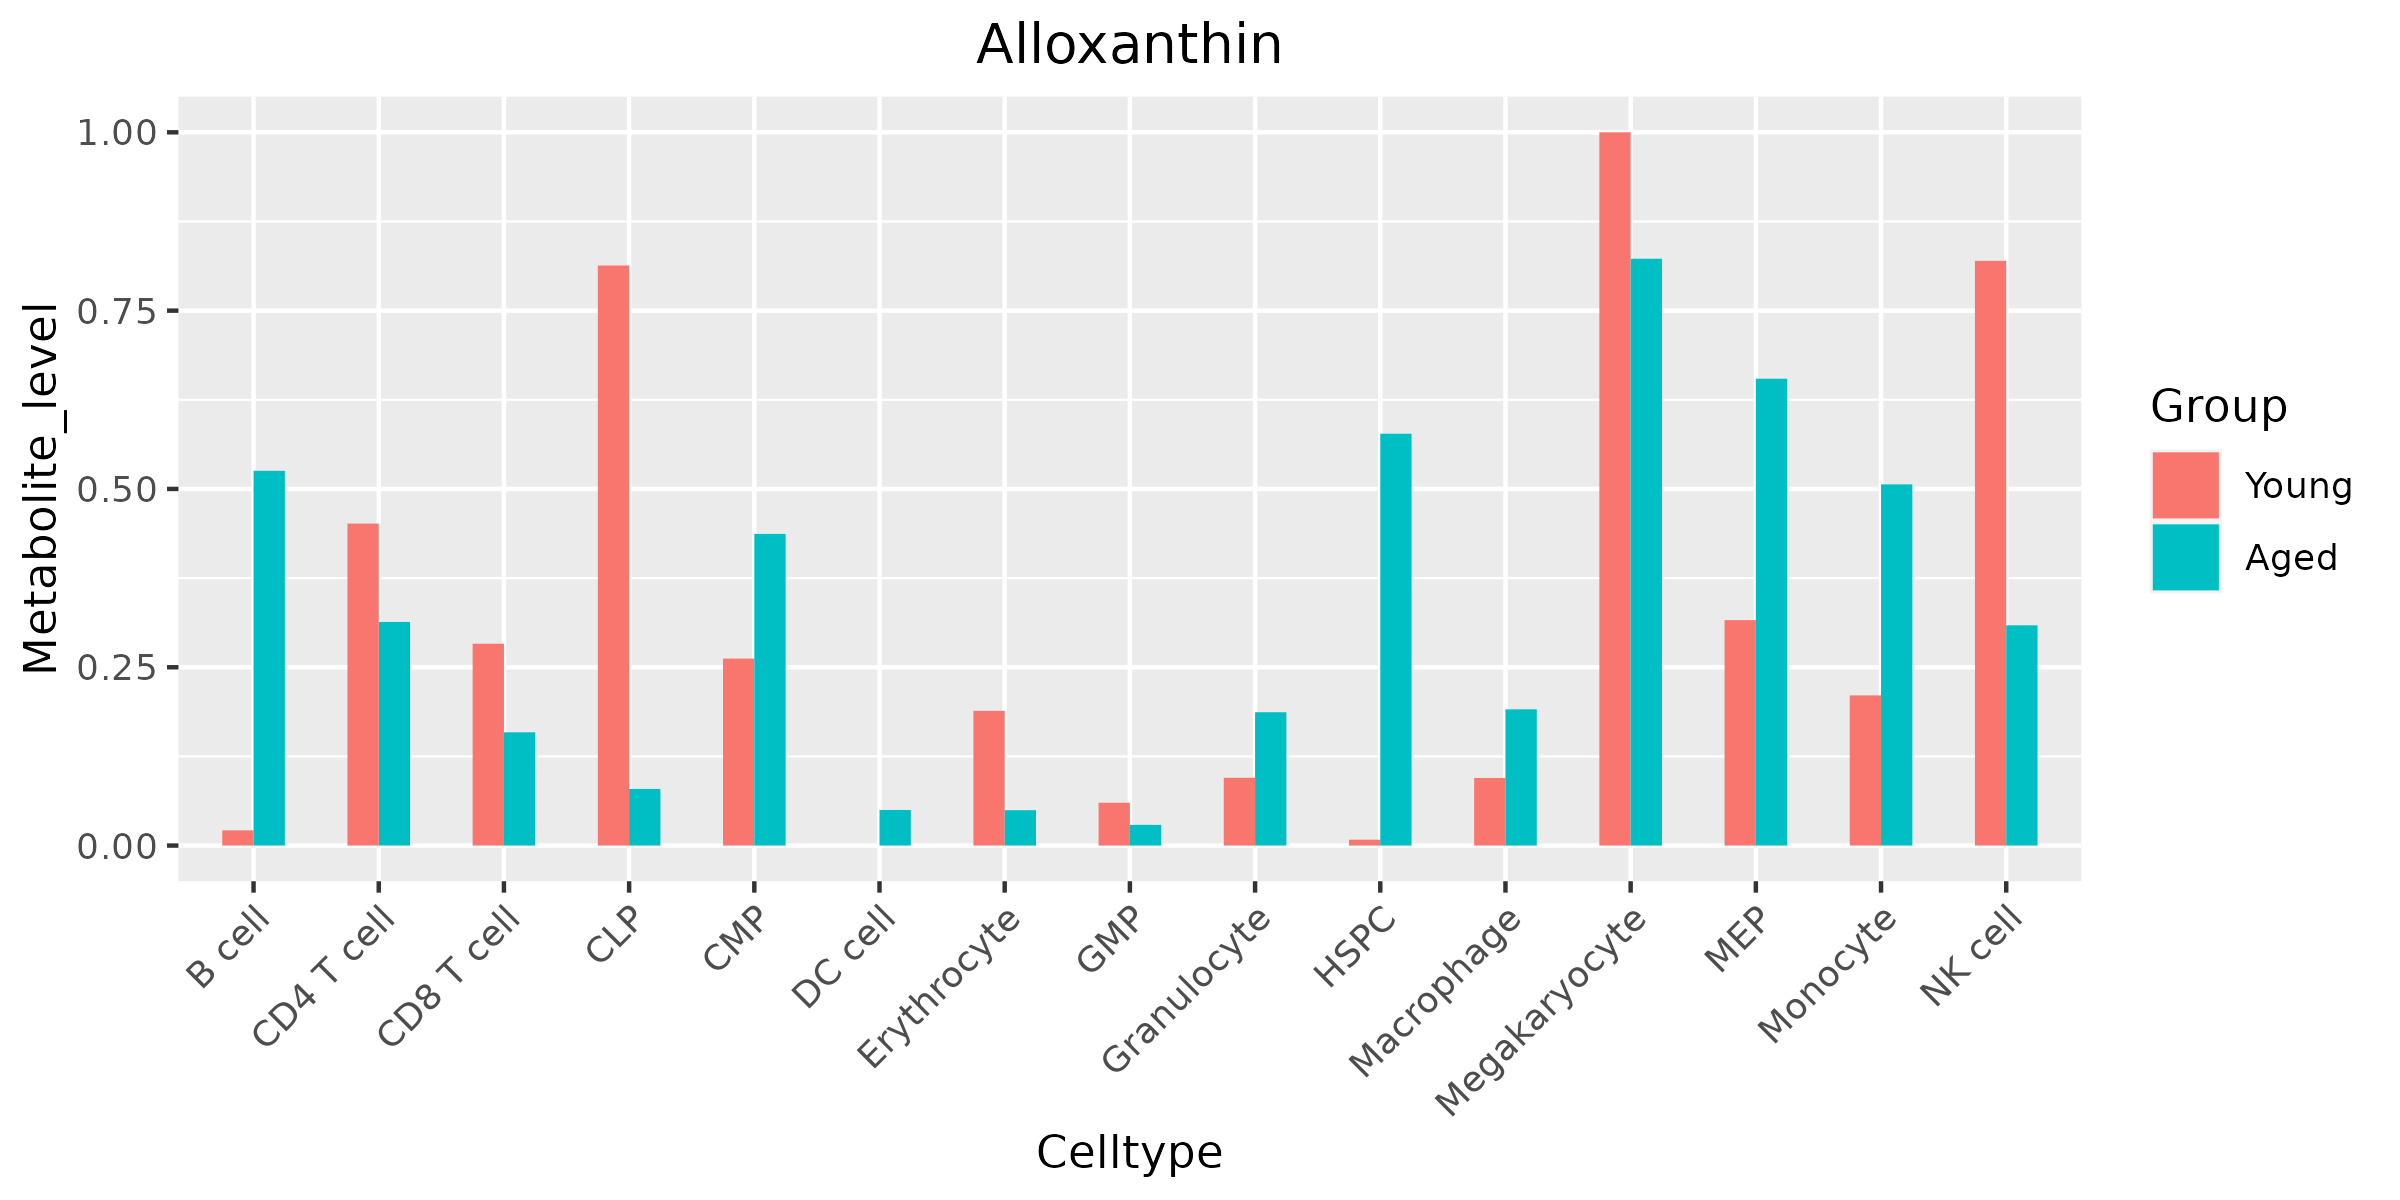 Alloxanthin
Metabolite_level
1.00
0.75
0.50
0.25
0.00
B cell
CD4 T cell
CD8 T cell
CLP
CMP
DC cell
Erythrocyte
GMP
Granulocyte
HSPC
Macrophage
Megakaryocyte
MEP
Monocyte
NK cell
Celltype
Group
Young
Aged